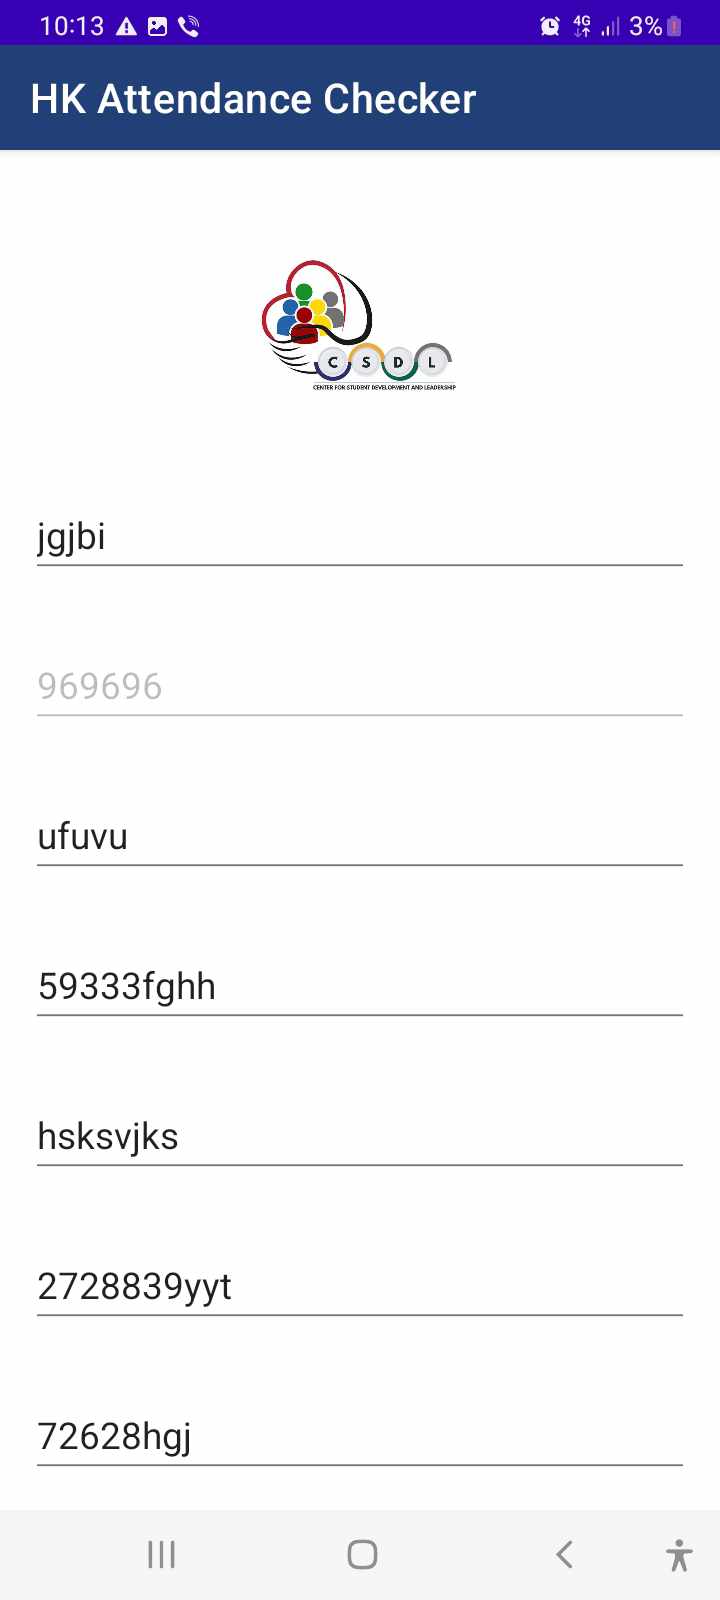 10:13 4G 3%
HK Attendance Checker
C S D L
CENTER FOR STUDENT DEVELOPMENT AND LEADERSHIP
jgjbi
969696
ufuvu
59333fghh
hsksvjks
2728839yyt
72628hgj